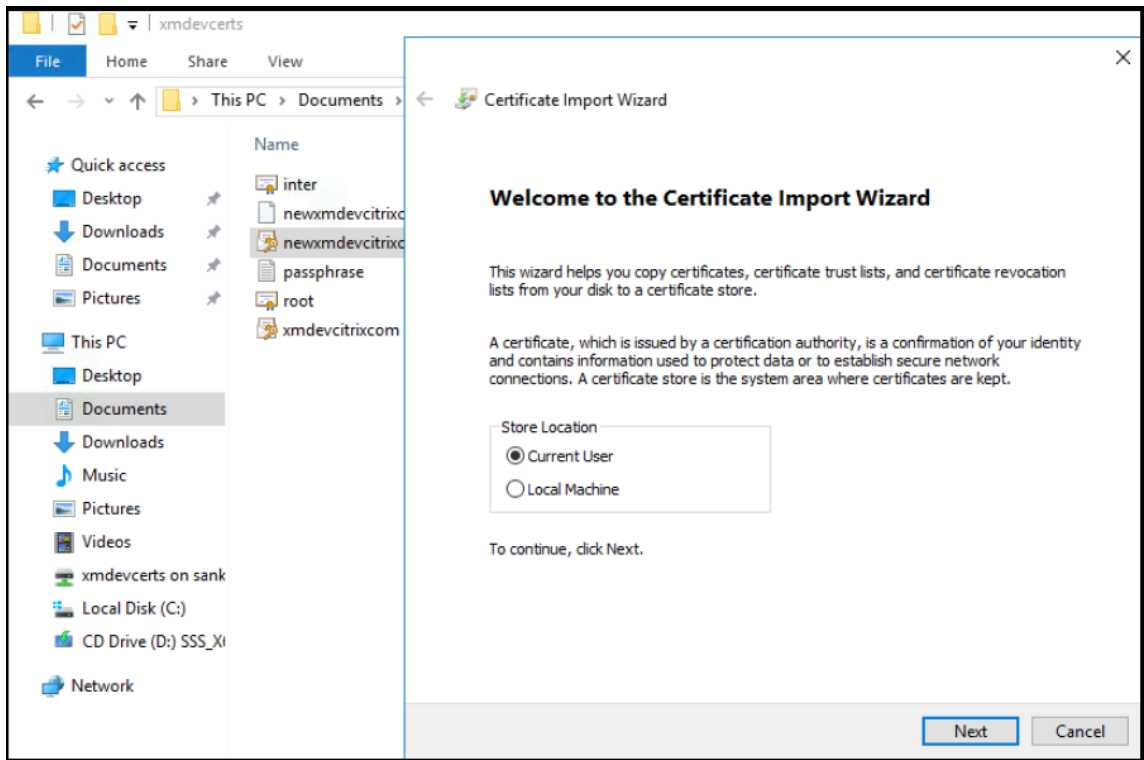 xmdevcerts
File Home Share View
This PC > Documents >
Name
Quick access
Desktop
Downloads
Documents
Pictures
This PC
Desktop
Documents
Downloads
Music
Pictures
Videos
xmdevcerts on sank
Local Disk (C:)
CD Drive (D:) SSS_X
Network
inter
newxmdevcitrixc
newxmdevcitrixc
passphrase
root
xmdevcitrixcom
Certificate Import Wizard
Welcome to the Certificate Import Wizard
This wizard helps you copy certificates, certificate trust lists, and certificate revocation
lists from your disk to a certificate store.
A certificate, which is issued by a certification authority, is a confirmation of your identity
and contains information used to protect data or to establish secure network
connections. A certificate store is the system area where certificates are kept.
Store Location
Current User
Local Machine
To continue, click Next.
Next Cancel